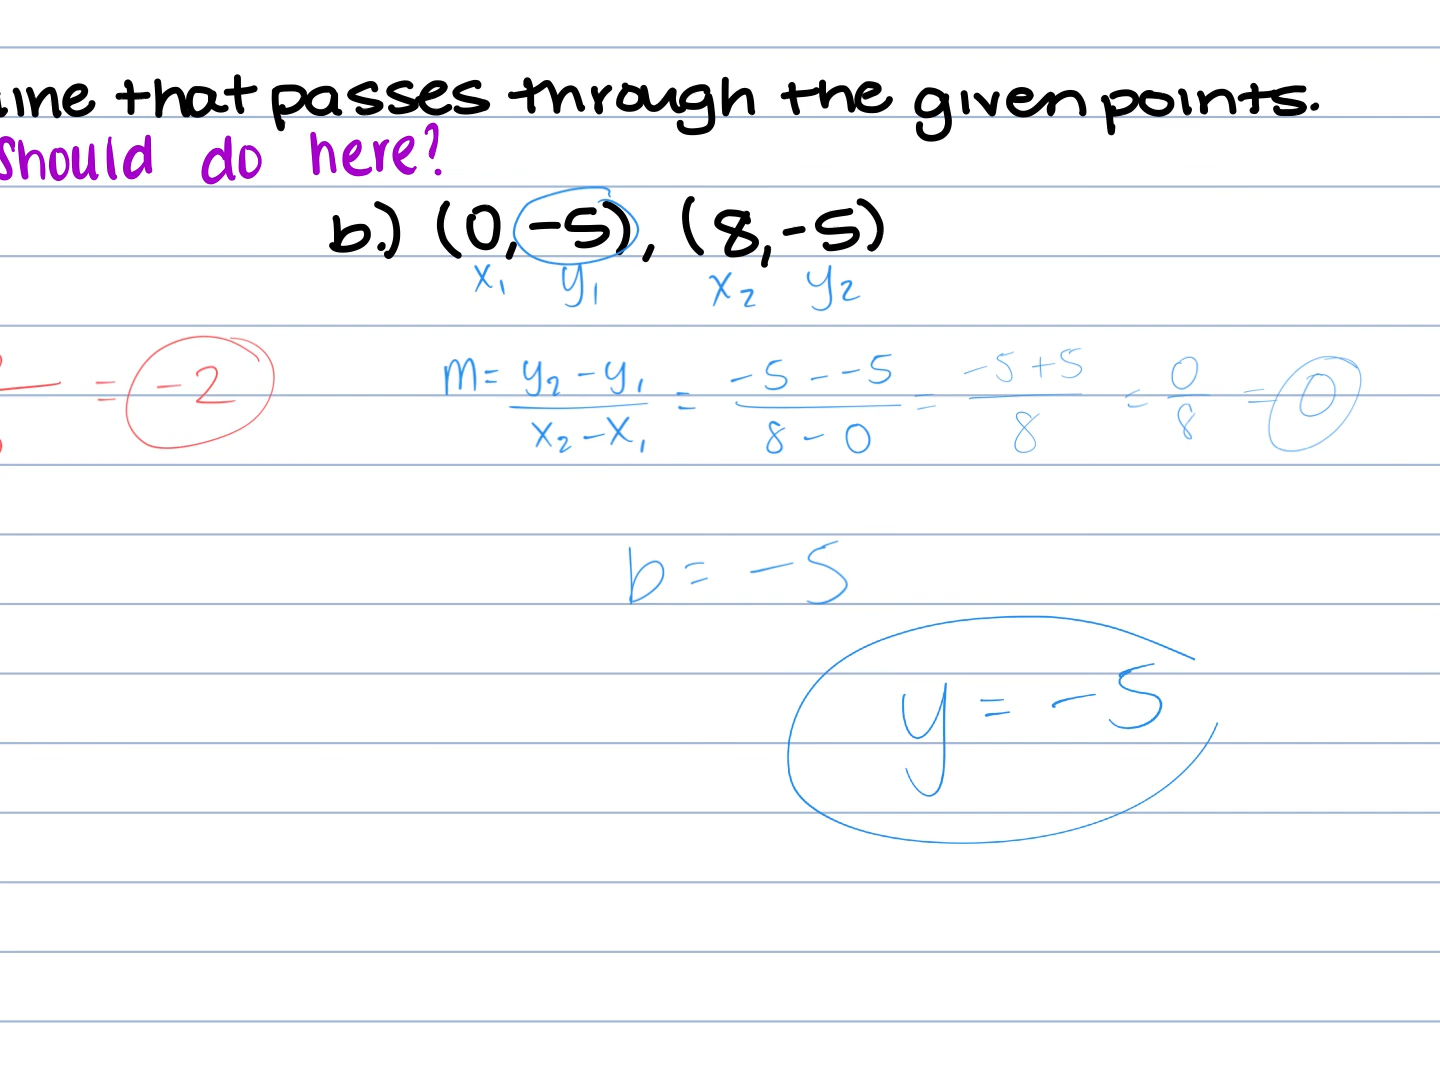 line that passes through the given points.
should do here?
b.) (0, -5), (8, -5)
x₁ y₁ x₂ y₂
= -2
m = y₂ - y₁ / x₂ - x₁ = -5 - -5 / 8 - 0 = -5 + 5 / 8 = 0 / 8 = 0
b = -5
y = -5